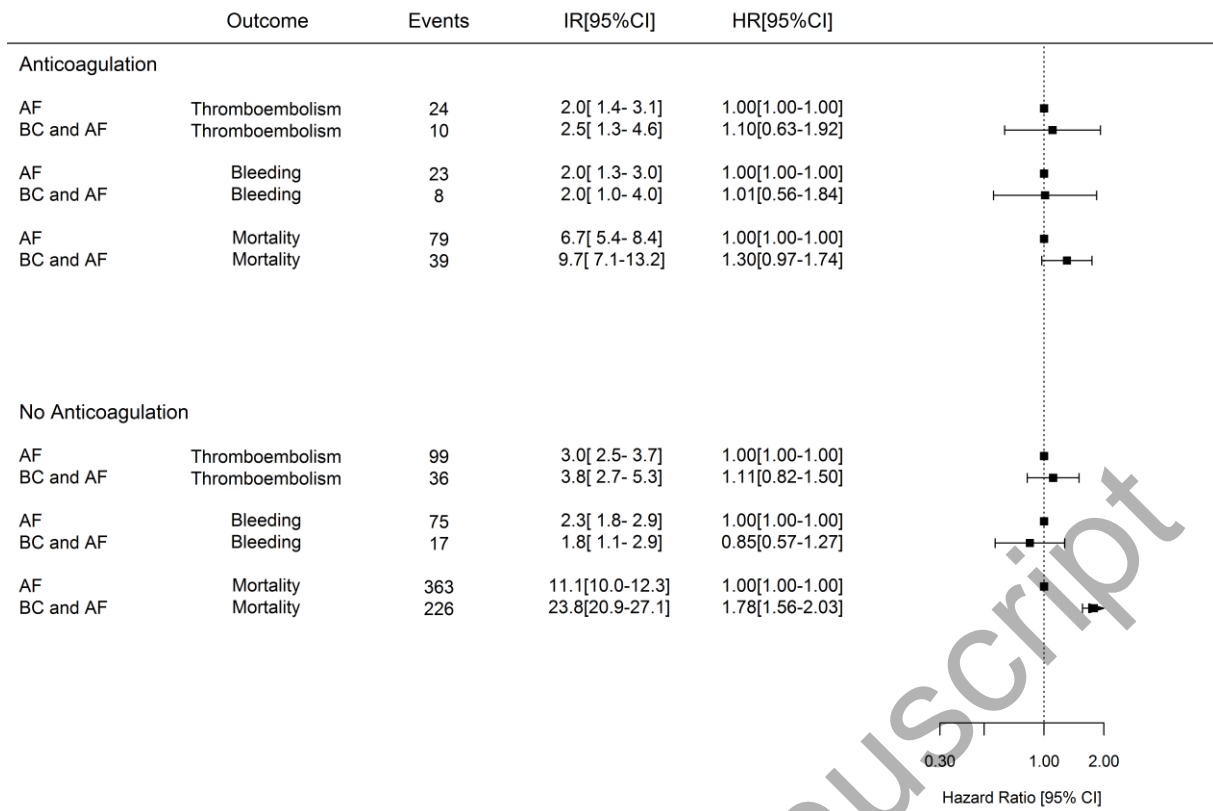 Outcome Events IR[95%CI] HR[95%CI]
Anticoagulation
AF Thromboembolism 24 2.0[ 1.4- 3.1] 1.00[1.00-1.00]
BC and AF Thromboembolism 10 2.5[ 1.3- 4.6] 1.10[0.63-1.92]
AF Bleeding 23 2.0[ 1.3- 3.0] 1.00[1.00-1.00]
BC and AF Bleeding 8 2.0[ 1.0- 4.0] 1.01[0.56-1.84]
AF Mortality 79 6.7[ 5.4- 8.4] 1.00[1.00-1.00]
BC and AF Mortality 39 9.7[ 7.1-13.2] 1.30[0.97-1.74]
No Anticoagulation
AF Thromboembolism 99 3.0[ 2.5- 3.7] 1.00[1.00-1.00]
BC and AF Thromboembolism 36 3.8[ 2.7- 5.3] 1.11[0.82-1.50]
AF Bleeding 75 2.3[ 1.8- 2.9] 1.00[1.00-1.00]
BC and AF Bleeding 17 1.8[ 1.1- 2.9] 0.85[0.57-1.27]
AF Mortality 363 11.1[10.0-12.3] 1.00[1.00-1.00]
BC and AF Mortality 226 23.8[20.9-27.1] 1.78[1.56-2.03]
0.30 1.00 2.00
Hazard Ratio [95% CI]